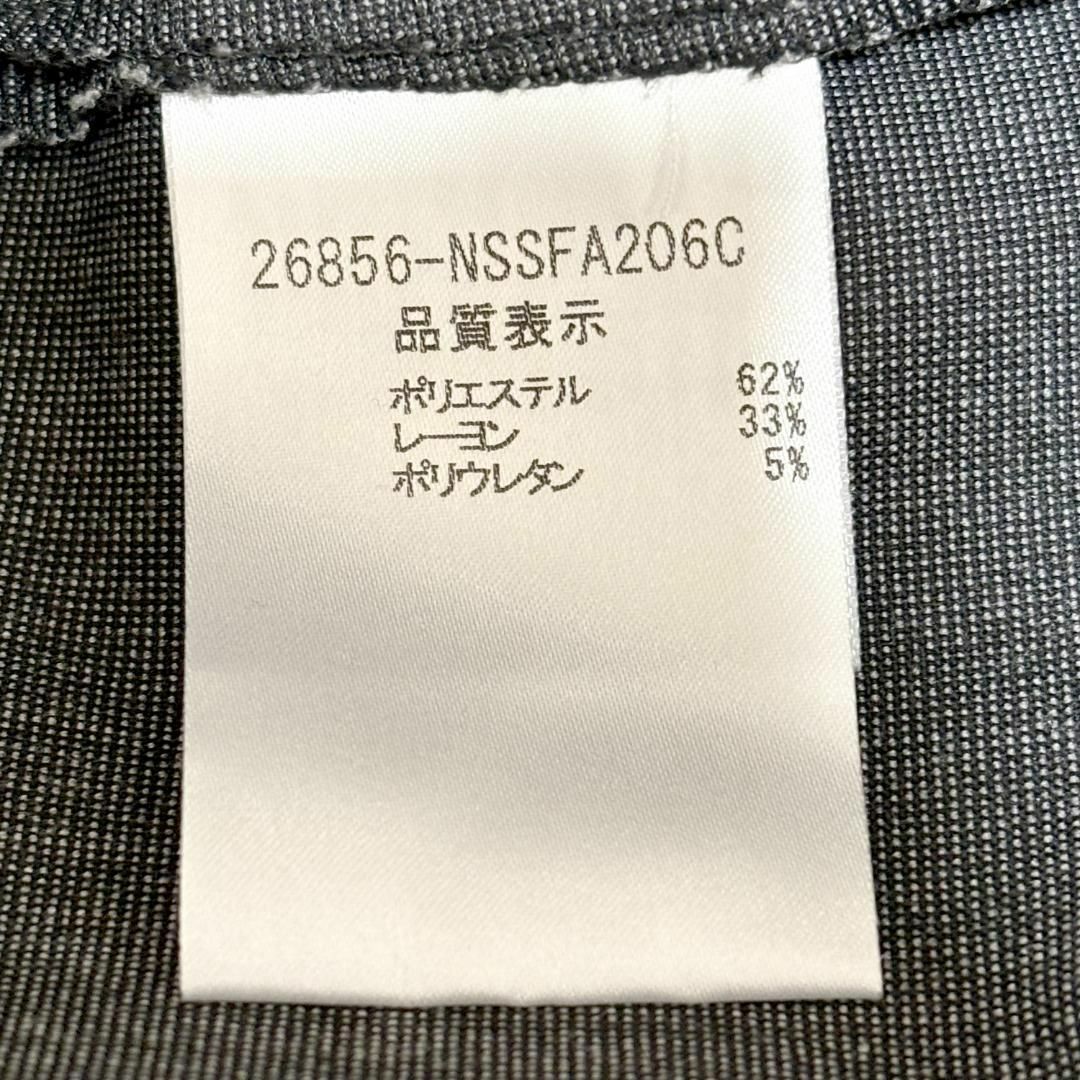 26856-NSSFA206C
品質表示
ポリエステル 62%
レーヨン 33%
ポリウレタン 5%